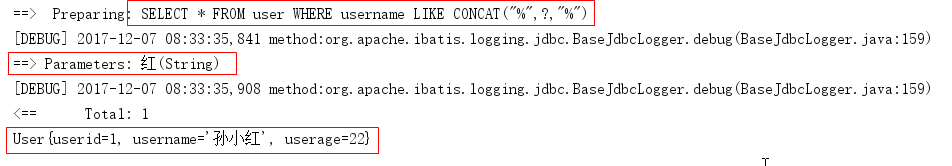 ==>  Preparing: SELECT * FROM user WHERE username LIKE CONCAT("%",?,"%")
[DEBUG] 2017-12-07 08:33:35,841 method:org.apache.ibatis.logging.jdbc.BaseJdbcLogger.debug(BaseJdbcLogger.java:159)
==> Parameters: 红(String)
[DEBUG] 2017-12-07 08:33:35,908 method:org.apache.ibatis.logging.jdbc.BaseJdbcLogger.debug(BaseJdbcLogger.java:159)
<==      Total: 1
User{userid=1, username='孙小红', userage=22}